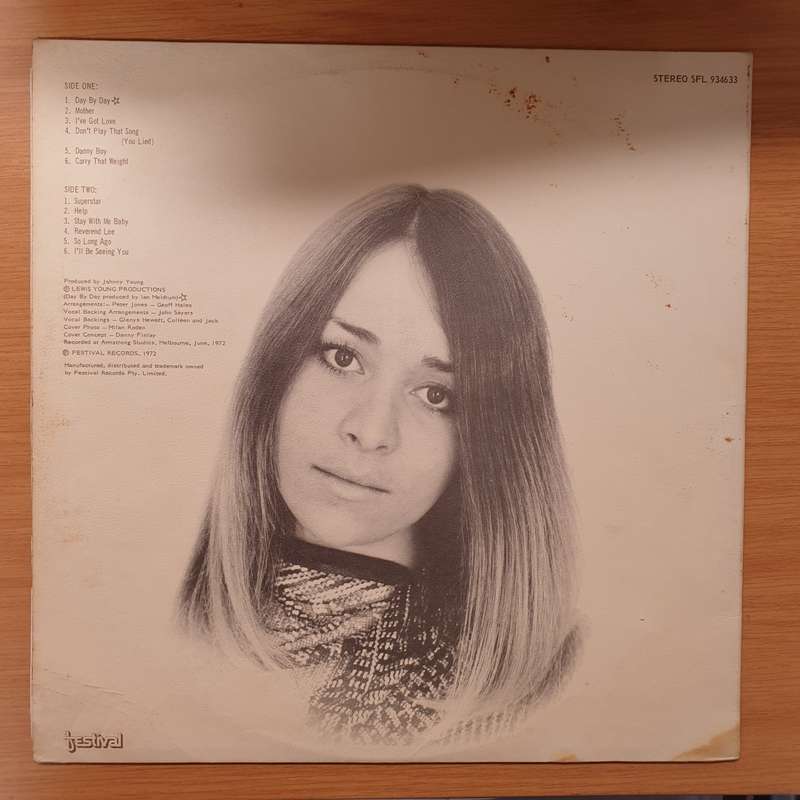 STEREO SFL 934633
SIDE ONE:
1. Day By Day☆
2. Mother
3. I've Got Love
4. Don't Play That Song
(You Lied)
5. Danny Boy
6. Carry That Weight
SIDE TWO:
1. Superstar
2. Help
3. Stay With Me Baby
4. Reverend Lee
5. So Long Ago
6. I'll Be Seeing You
Produced by Johnny Young
Ⓟ LEWIS YOUNG PRODUCTIONS
(Day By Day produced by Ian Meldrum)☆
Arrangements:– Peter Jones – Geoff Hales
Vocal Backing Arrangements – John Sayers
Vocal Backings – Glenys Hewett, Colleen and Jack
Cover Photo – Milan Roden
Cover Concept – Danny Finlay
Recorded at Armstrong Studios, Melbourne, June, 1972
Ⓟ FESTIVAL RECORDS, 1972
Manufactured, distributed and trademark owned
by Festival Records Pty. Limited.
festival